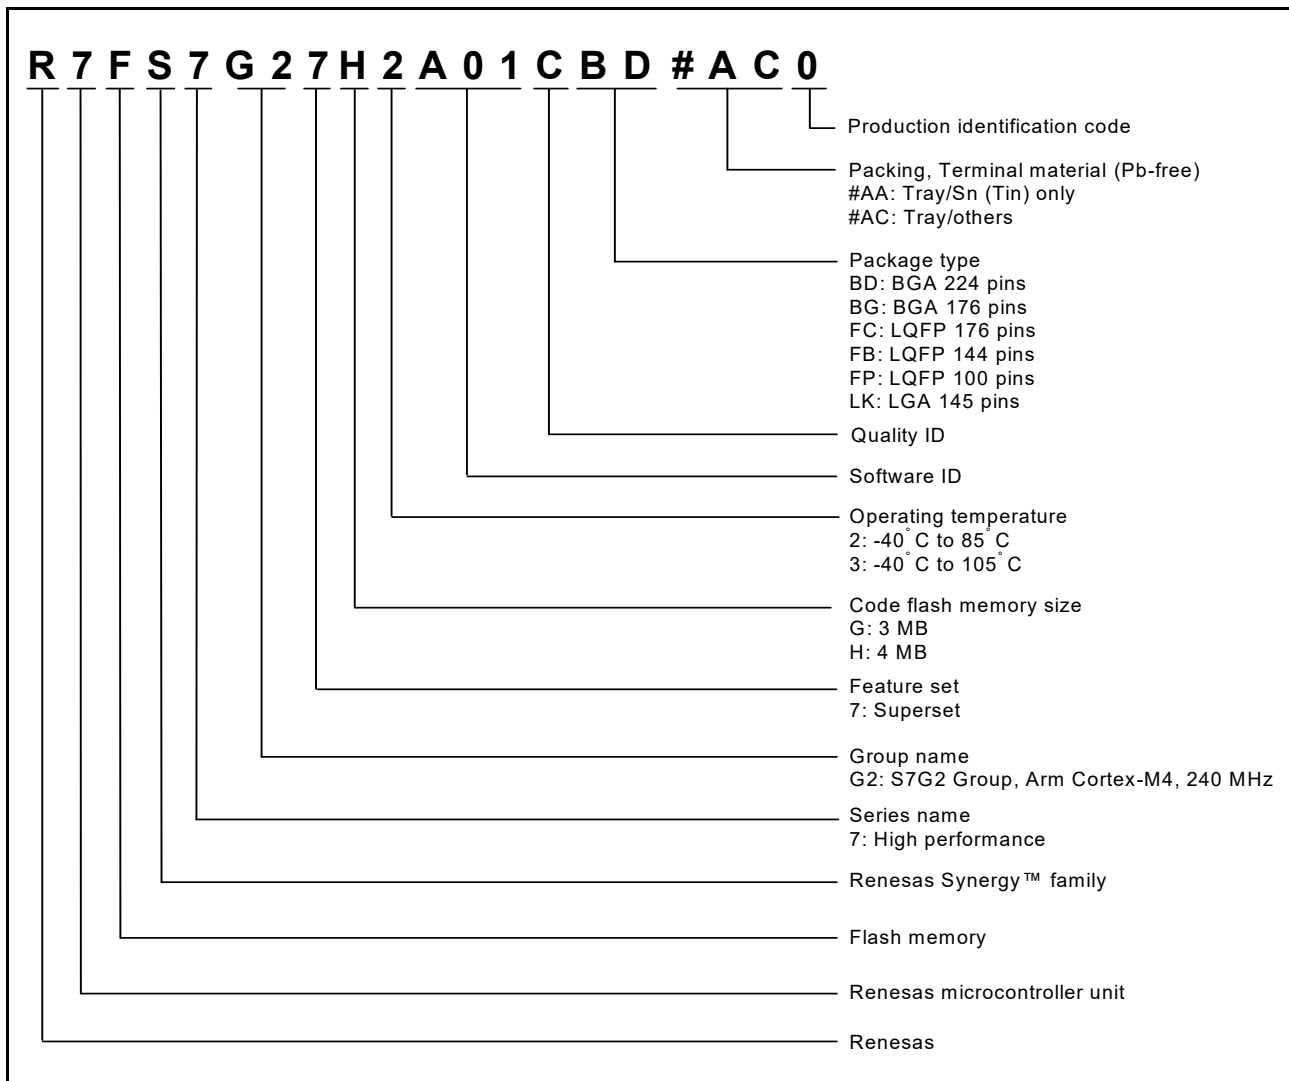 R 7 F S 7 G 2 7 H 2 A 0 1 C B D # A C 0
Production identification code
Packing, Terminal material (Pb-free)
#AA: Tray/Sn (Tin) only
#AC: Tray/others
Package type
BD: BGA 224 pins
BG: BGA 176 pins
FC: LQFP 176 pins
FB: LQFP 144 pins
FP: LQFP 100 pins
LK: LGA 145 pins
Quality ID
Software ID
Operating temperature
2: -40°C to 85°C
3: -40°C to 105°C
Code flash memory size
G: 3 MB
H: 4 MB
Feature set
7: Superset
Group name
G2: S7G2 Group, Arm Cortex-M4, 240 MHz
Series name
7: High performance
Renesas Synergy™ family
Flash memory
Renesas microcontroller unit
Renesas